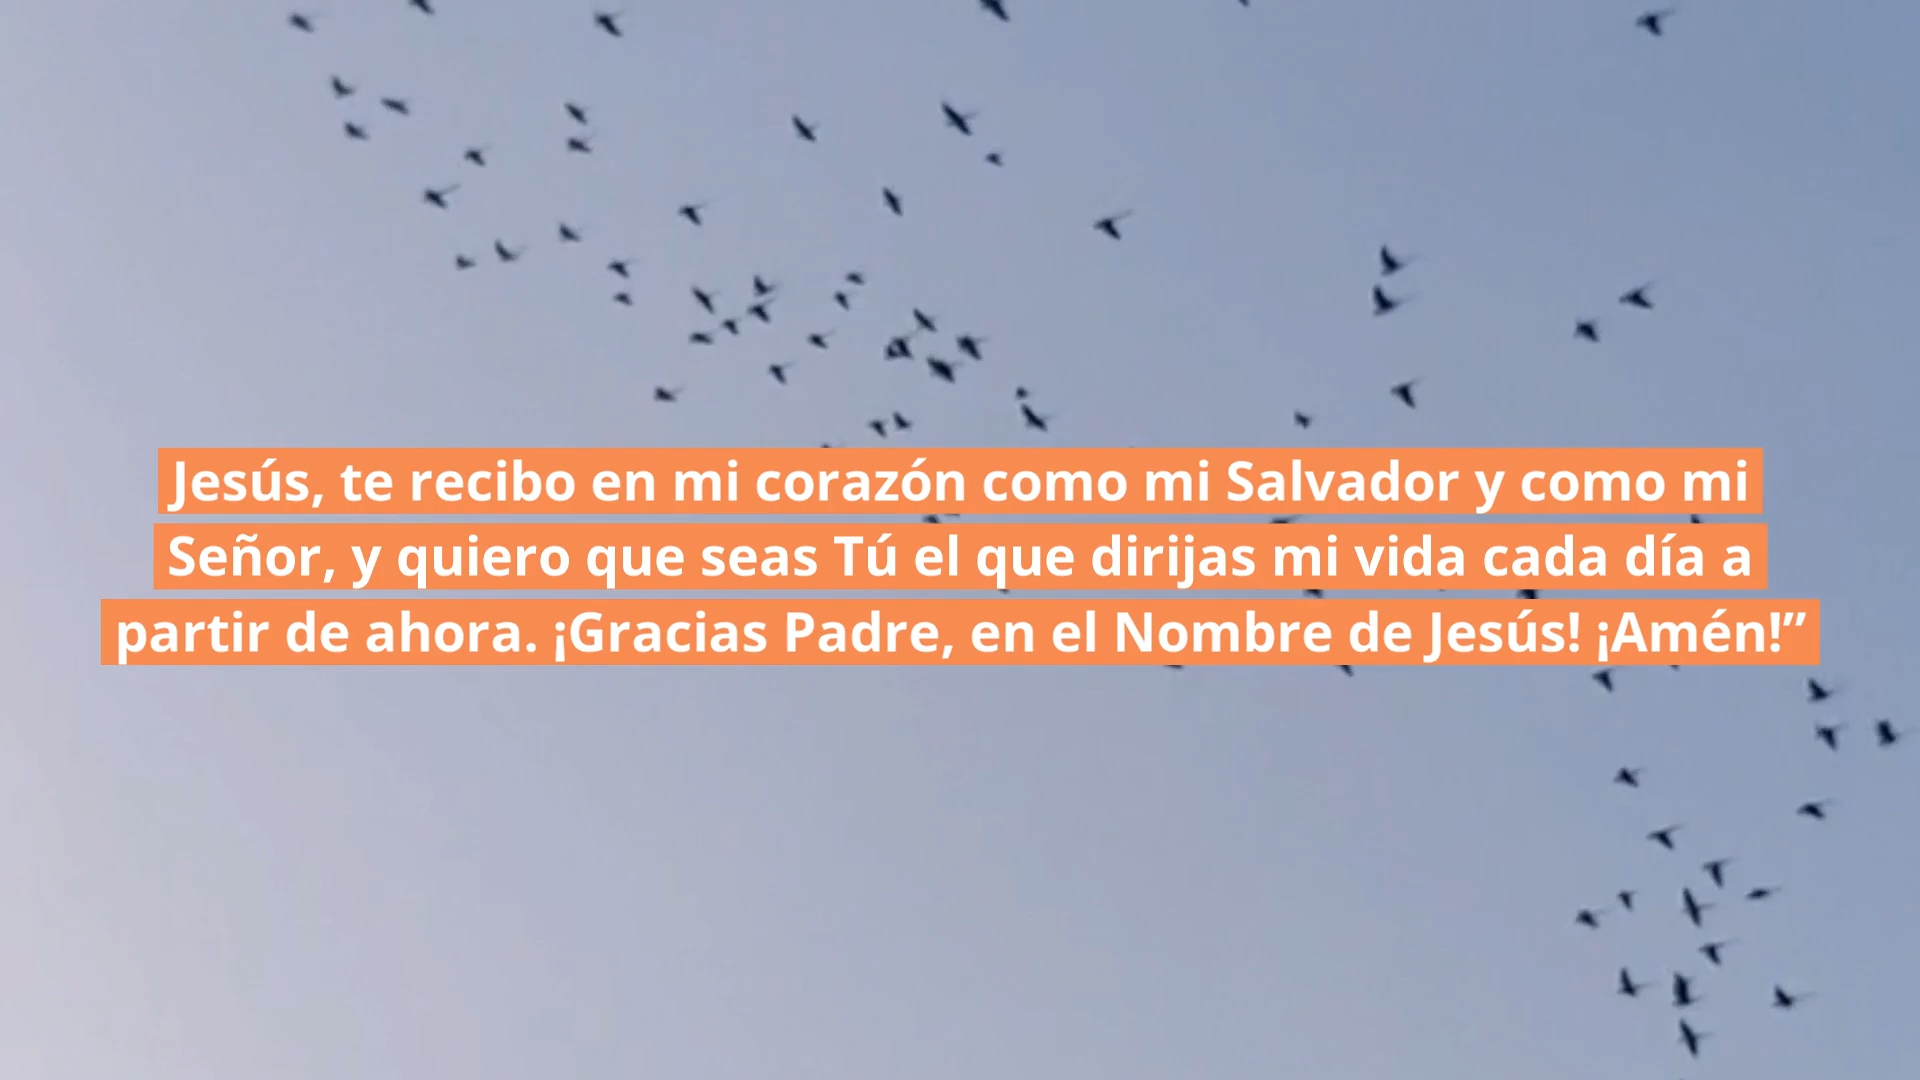 Jesús, te recibo en mi corazón como mi Salvador y como mi
Señor, y quiero que seas Tú el que dirijas mi vida cada día a
partir de ahora. ¡Gracias Padre, en el Nombre de Jesús! ¡Amén!”